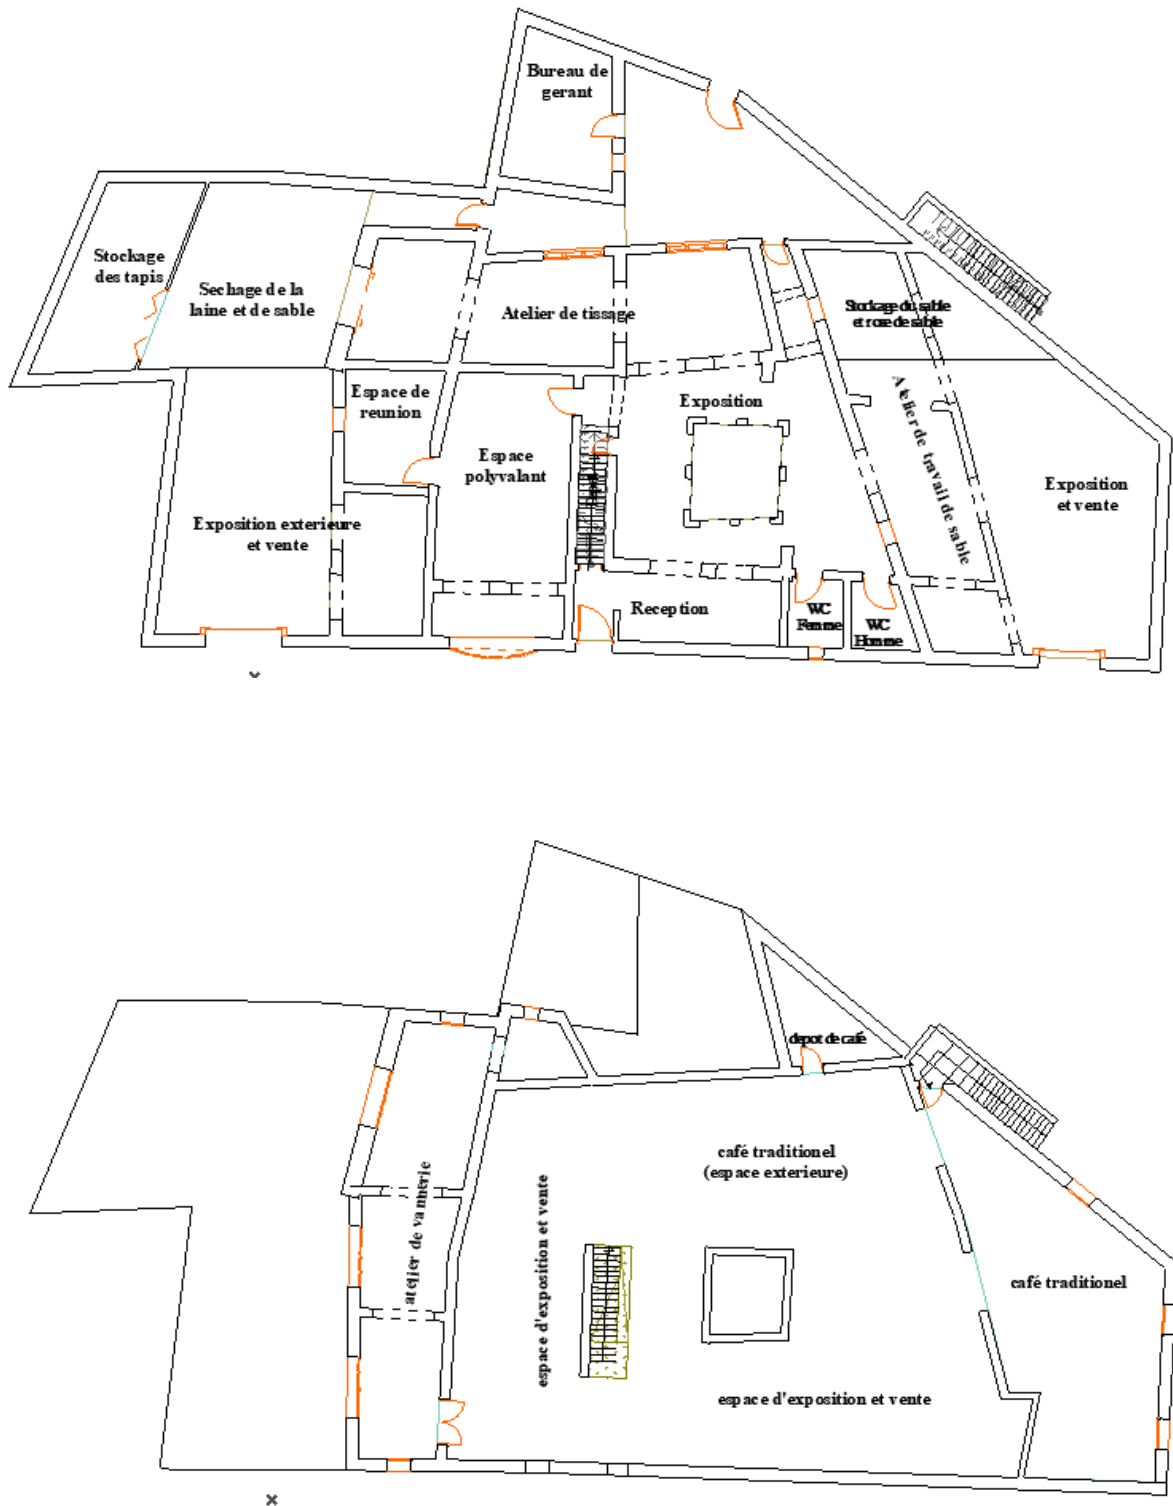 Bureau de
gerant
Stockage
des tapis
Sechage de la
laine et de sable
Atelier de tissage
Stockage du sable
et rose de sable
Espace de
reunion
Exposition
Atelier de travail de sable
Espace
polyvalant
Exposition
et vente
Exposition exterieure
et vente
Reception
WC
Femme
WC
Homme
depot de café
café traditionel
(espace exterieure)
atelier de vannerie
espace d'exposition et vente
café traditionel
espace d'exposition et vente